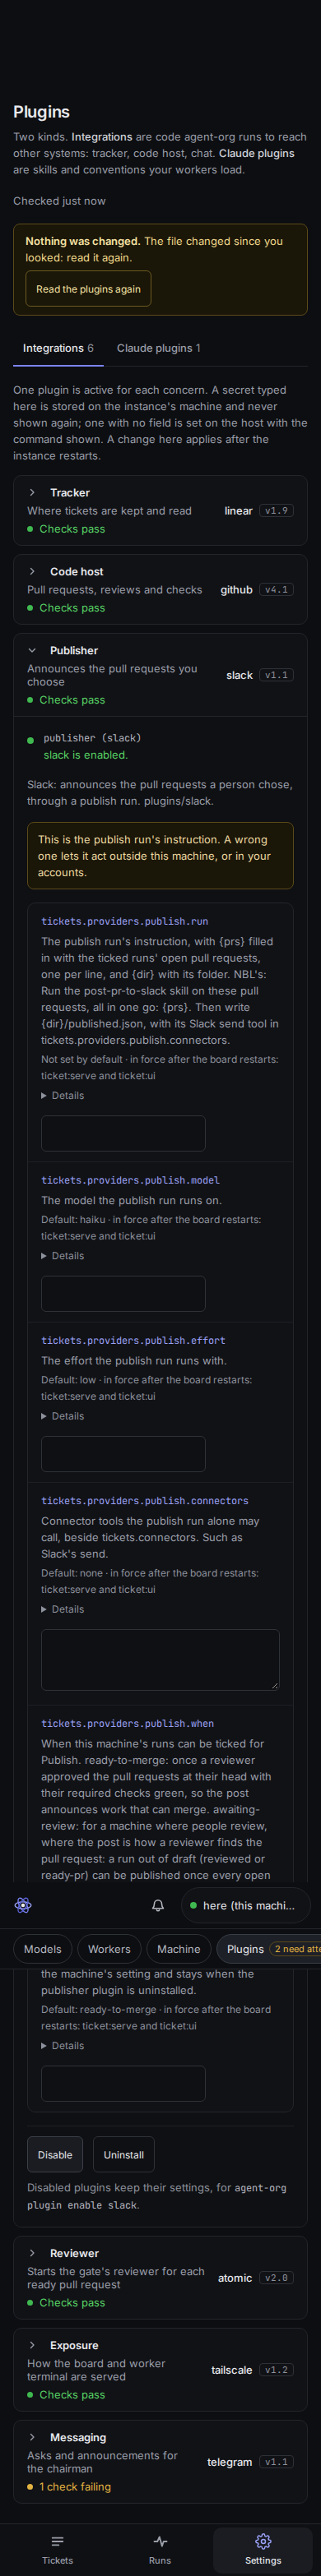 Plugins
Two kinds. Integrations are code agent-org runs to reach
other systems: tracker, code host, chat. Claude plugins
are skills and conventions your workers load.
Checked just now
Nothing was changed. The file changed since you
looked: read it again.
Read the plugins again
Integrations 6 Claude plugins 1
One plugin is active for each concern. A secret typed
here is stored on the instance's machine and never
shown again; one with no field is set on the host with the
command shown. A change here applies after the
instance restarts.
Tracker
Where tickets are kept and read linear v1.9
Checks pass
Code host
Pull requests, reviews and checks github v4.1
Checks pass
Publisher
Announces the pull requests you
choose
slack v1.1
Checks pass
publisher (slack)
slack is enabled.
Slack: announces the pull requests a person chose,
through a publish run. plugins/slack.
This is the publish run's instruction. A wrong
one lets it act outside this machine, or in your
accounts.
tickets.providers.publish.run
The publish run's instruction, with {prs} filled
in with the ticked runs' open pull requests,
one per line, and {dir} with its folder. NBL's:
Run the post-pr-to-slack skill on these pull
requests, all in one go: {prs}. Then write
{dir}/published.json, with its Slack send tool in
tickets.providers.publish.connectors.
Not set by default · in force after the board restarts:
ticket:serve and ticket:ui
Details
tickets.providers.publish.model
The model the publish run runs on.
Default: haiku · in force after the board restarts:
ticket:serve and ticket:ui
Details
tickets.providers.publish.effort
The effort the publish run runs with.
Default: low · in force after the board restarts:
ticket:serve and ticket:ui
Details
tickets.providers.publish.connectors
Connector tools the publish run alone may
call, beside tickets.connectors. Such as
Slack's send.
Default: none · in force after the board restarts:
ticket:serve and ticket:ui
Details
tickets.providers.publish.when
When this machine's runs can be ticked for
Publish. ready-to-merge: once a reviewer
approved the pull requests at their head with
their required checks green, so the post
announces work that can merge. awaiting-
review: for a machine where people review,
where the post is how a reviewer finds the
pull request: a run out of draft (reviewed or
ready-pr) can be published once every open
here (this machi...
Models Workers Machine Plugins 2 need atte
the machine's setting and stays when the
publisher plugin is uninstalled.
Default: ready-to-merge · in force after the board
restarts: ticket:serve and ticket:ui
Details
Disable Uninstall
Disabled plugins keep their settings, for agent-org
plugin enable slack.
Reviewer
Starts the gate's reviewer for each
ready pull request
atomic v2.0
Checks pass
Exposure
How the board and worker
terminal are served
tailscale v1.2
Checks pass
Messaging
Asks and announcements for
the chairman
telegram v1.1
1 check failing
Tickets Runs Settings